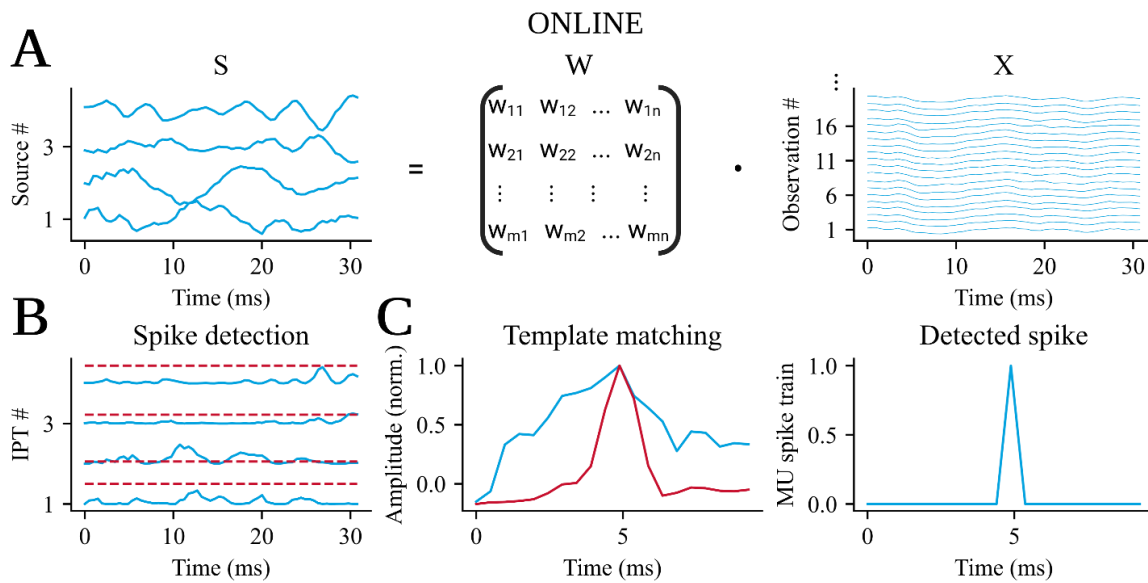 ONLINE
A
S
Source #
3
1
0 10 20 30
Time (ms)
=
W
w11 w12 ... w1n
w21 w22 ... w2n
⋮ ⋮ ⋮ ⋮
wm1 wm2 ... wmn
·
X
⋮
Observation #
16
11
6
1
0 10 20 30
Time (ms)
B
Spike detection
IPT #
3
1
0 10 20 30
Time (ms)
C
Template matching
Amplitude (norm.)
1.0
0.5
0.0
0 5
Time (ms)
Detected spike
MU spike train
1.0
0.5
0.0
0 5
Time (ms)